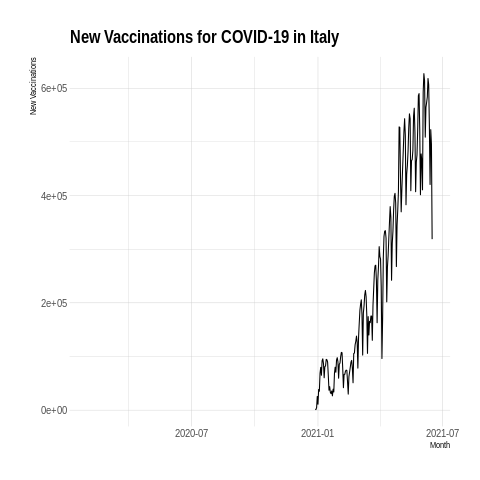 New Vaccinations for COVID-19 in Italy
New Vaccinations
6e+05
4e+05
2e+05
0e+00
2020-07
2021-01
2021-07
Month